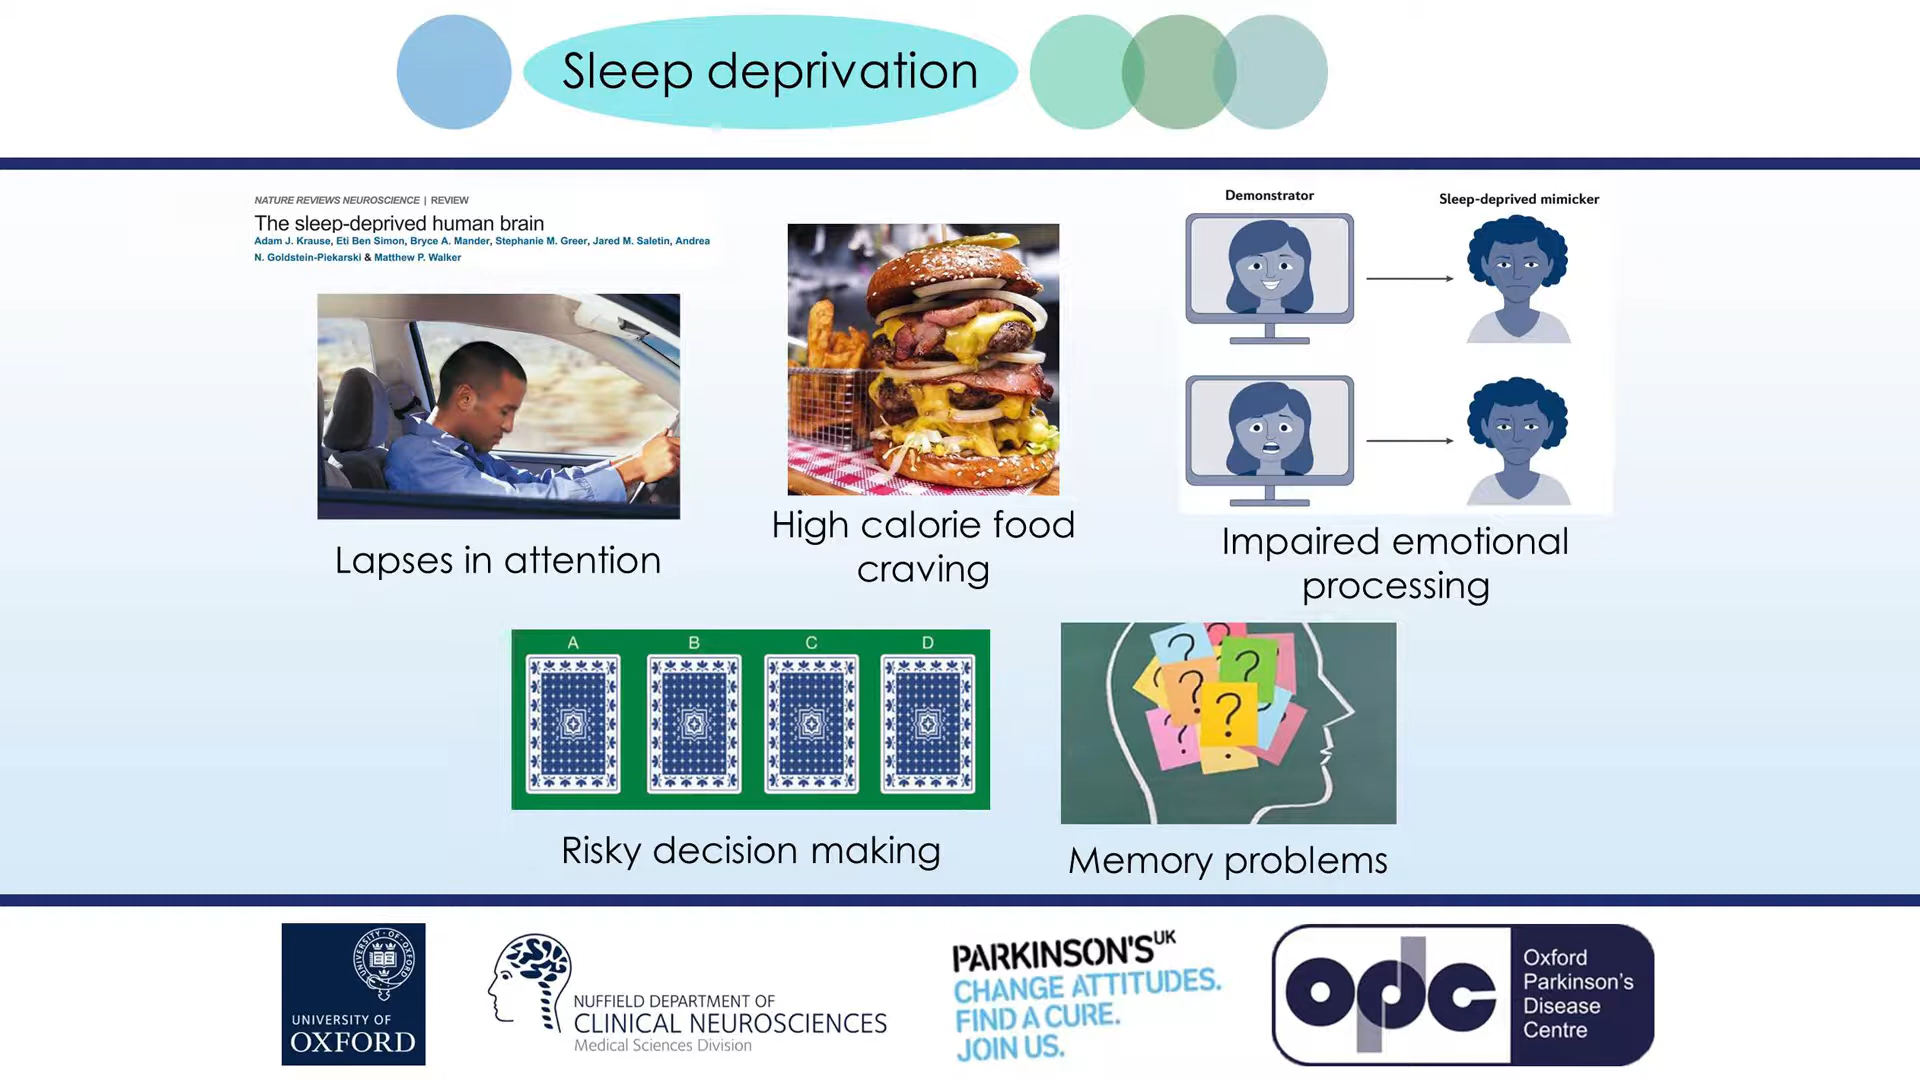 Sleep deprivation
NATURE REVIEWS NEUROSCIENCE | REVIEW
The sleep-deprived human brain
Adam J. Krause, Eti Ben Simon, Bryce A. Mander, Stephanie M. Greer, Jared M. Saletin, Andrea
N. Goldstein-Piekarski & Matthew P. Walker
Lapses in attention
High calorie food
craving
Demonstrator
Sleep-deprived mimicker
Impaired emotional
processing
A B C D
Risky decision making
? ? ? ? ?
Memory problems
UNIVERSITY OF OXFORD
UNIVERSITY OF
OXFORD
NUFFIELD DEPARTMENT OF
CLINICAL NEUROSCIENCES
Medical Sciences Division
PARKINSON'S UK
CHANGE ATTITUDES.
FIND A CURE.
JOIN US.
opdc
Oxford
Parkinson's
Disease
Centre